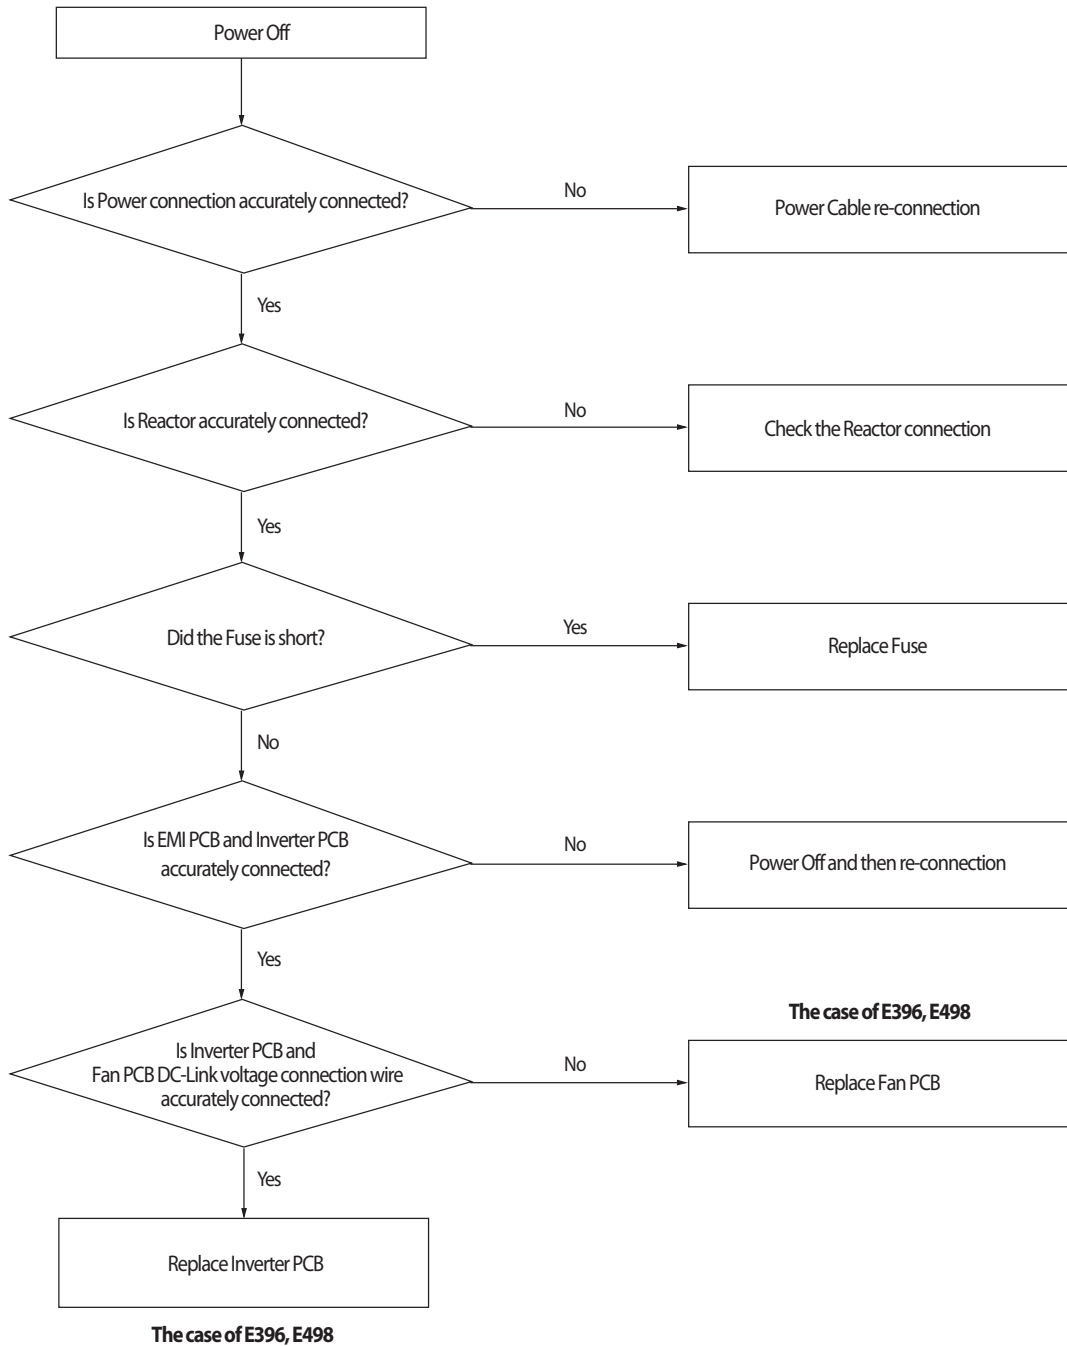 Power Off
Is Power connection accurately connected?
No
Power Cable re-connection
Yes
Is Reactor accurately connected?
No
Check the Reactor connection
Yes
Did the Fuse is short?
Yes
Replace Fuse
No
Is EMI PCB and Inverter PCB
accurately connected?
No
Power Off and then re-connection
Yes
The case of E396, E498
Is Inverter PCB and
Fan PCB DC-Link voltage connection wire
accurately connected?
No
Replace Fan PCB
Yes
Replace Inverter PCB
The case of E396, E498